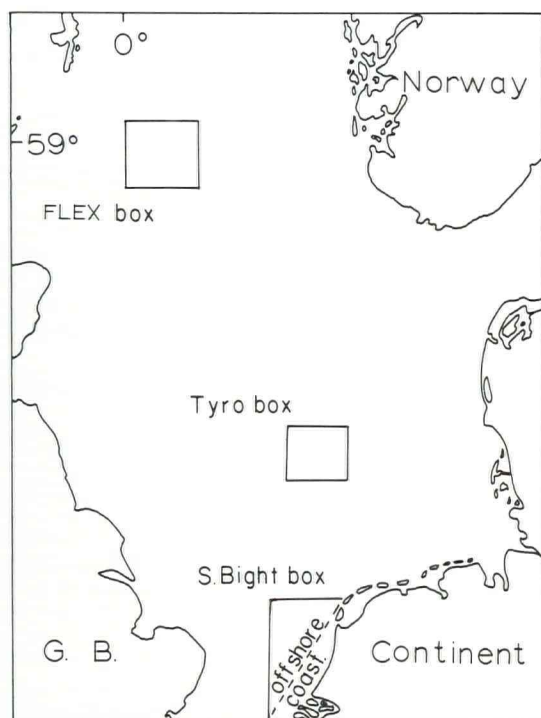 0°
Norway
59°
FLEX box
Tyro box
S.Bight box
offshore
coast.
G. B.
Continent